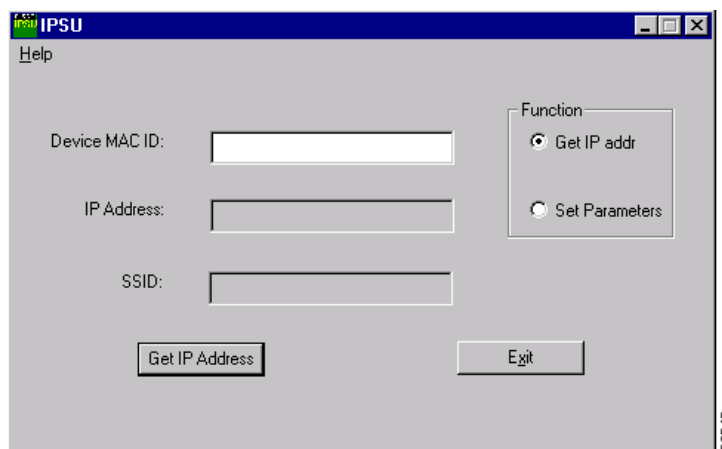 IPSU IPSU
Help
Function
Device MAC ID:
Get IP addr
IP Address:
Set Parameters
SSID:
Get IP Address
Exit